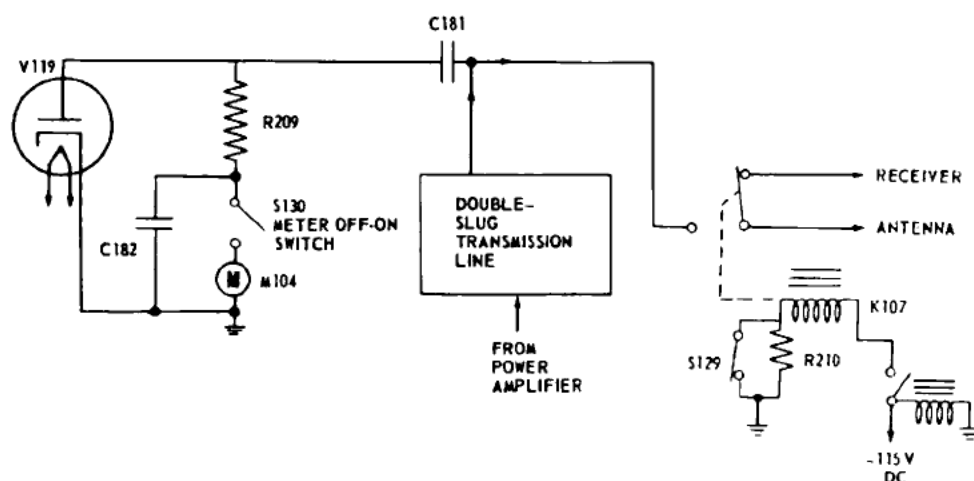 C181
V119
R209
S130
METER OFF-ON
SWITCH
C182
M
M104
DOUBLE-
SLUG
TRANSMISSION
LINE
FROM
POWER
AMPLIFIER
RECEIVER
ANTENNA
K107
S129
R210
-115 V
DC